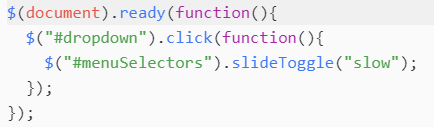 $(document).ready(function(){
  $("#dropdown").click(function(){
    $("#menuSelectors").slideToggle("slow");
  });
});